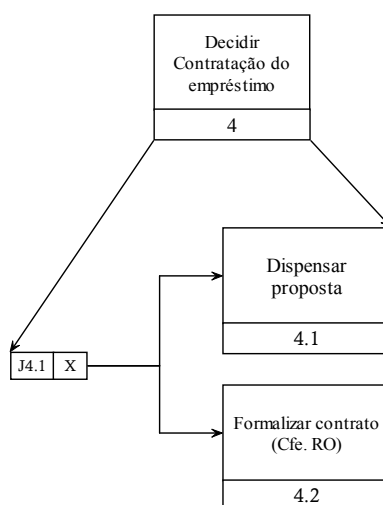 Decidir
Contratação do
empréstimo
4
Dispensar
proposta
4.1
J4.1 X
Formalizar contrato
(Cfe. RO)
4.2